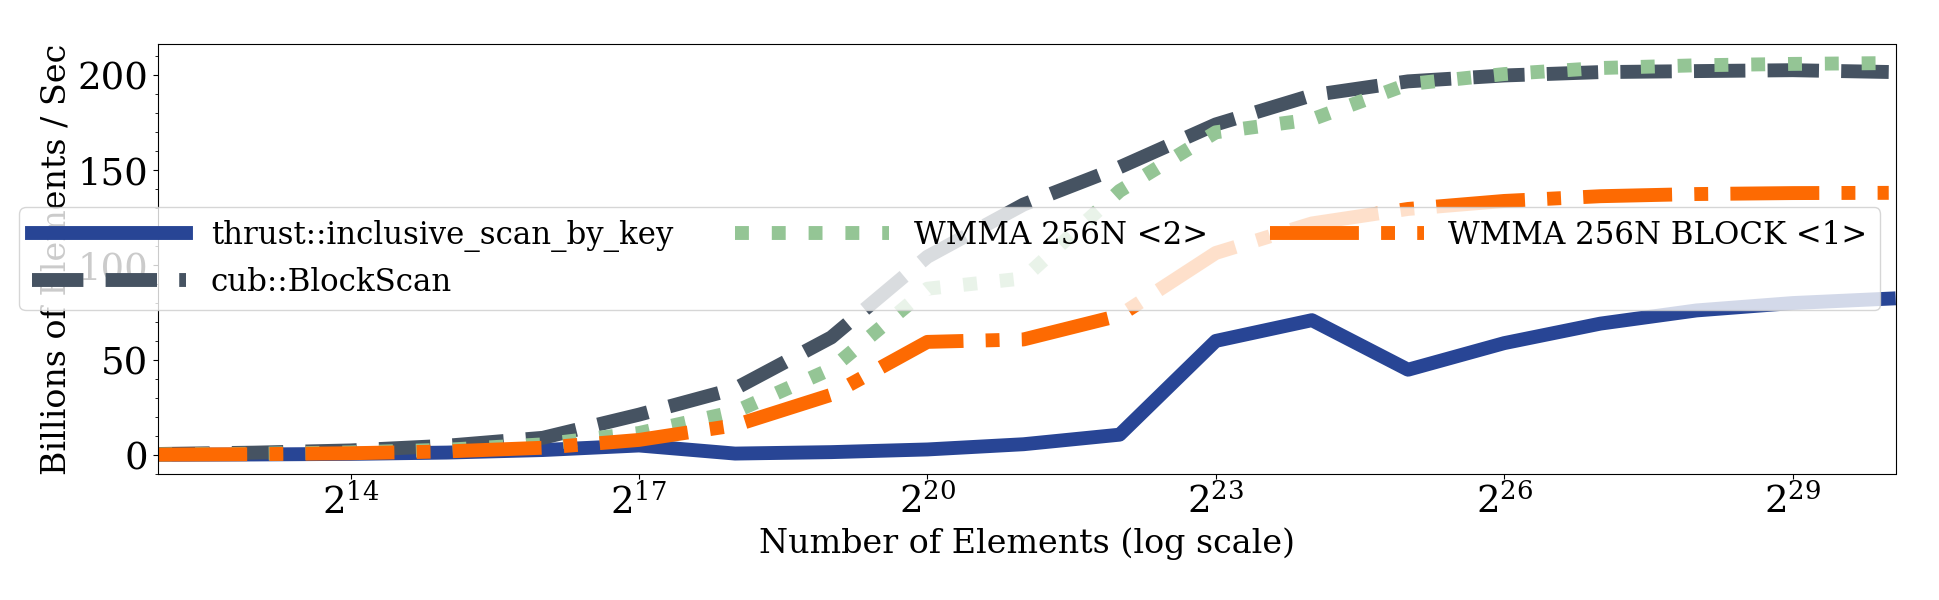 Billions of Elements / Sec
200
150
100
50
0
thrust::inclusive_scan_by_key
cub::BlockScan
WMMA 256N <2>
WMMA 256N BLOCK <1>
2^14 2^17 2^20 2^23 2^26 2^29
Number of Elements (log scale)